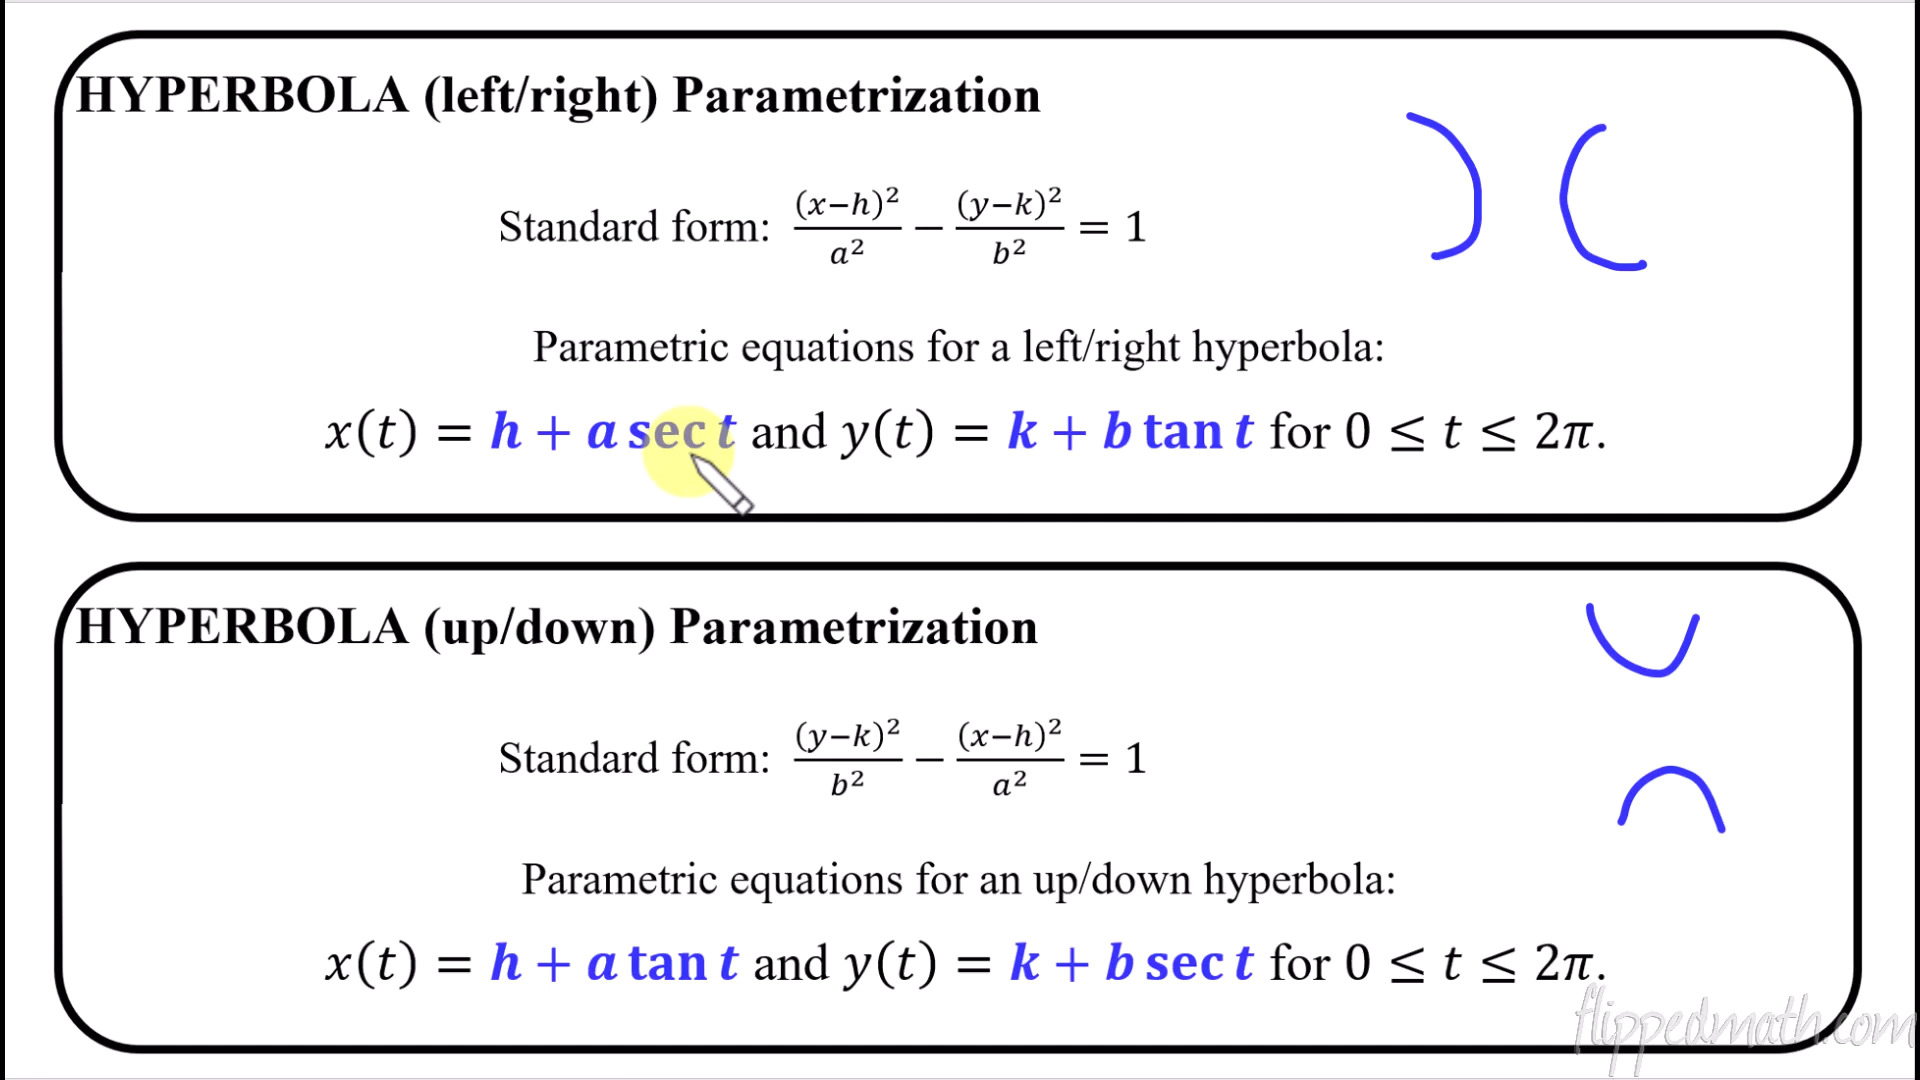 HYPERBOLA (left/right) Parametrization
Standard form: (x−h)²/a² − (y−k)²/b² = 1
Parametric equations for a left/right hyperbola:
x(t) = h + a sec t and y(t) = k + b tan t for 0 ≤ t ≤ 2π.
HYPERBOLA (up/down) Parametrization
Standard form: (y−k)²/b² − (x−h)²/a² = 1
Parametric equations for an up/down hyperbola:
x(t) = h + a tan t and y(t) = k + b sec t for 0 ≤ t ≤ 2π.
flippedmath.com